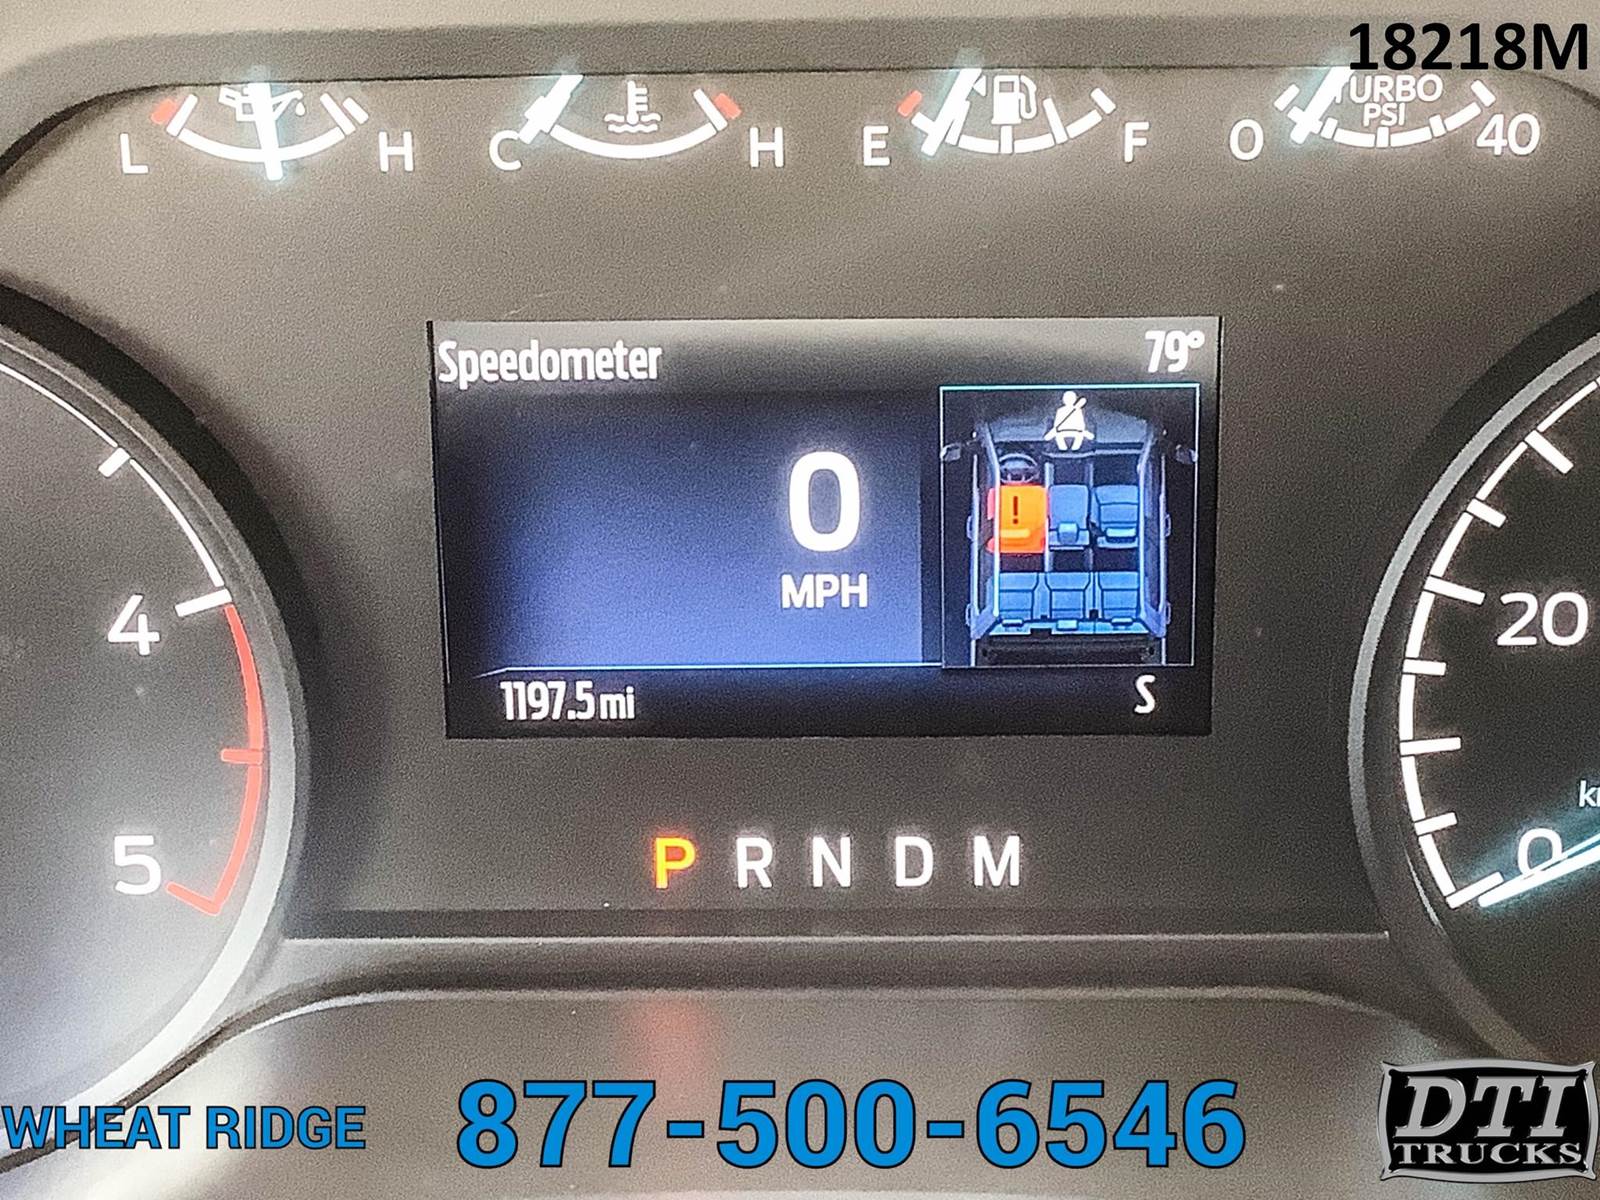 18218M
L H C H E F 0 TURBO PSI 40
Speedometer 79°
0
MPH
!
1197.5 mi S
4
5
20
0
P R N D M
WHEAT RIDGE 877-500-6546 DTI
TRUCKS